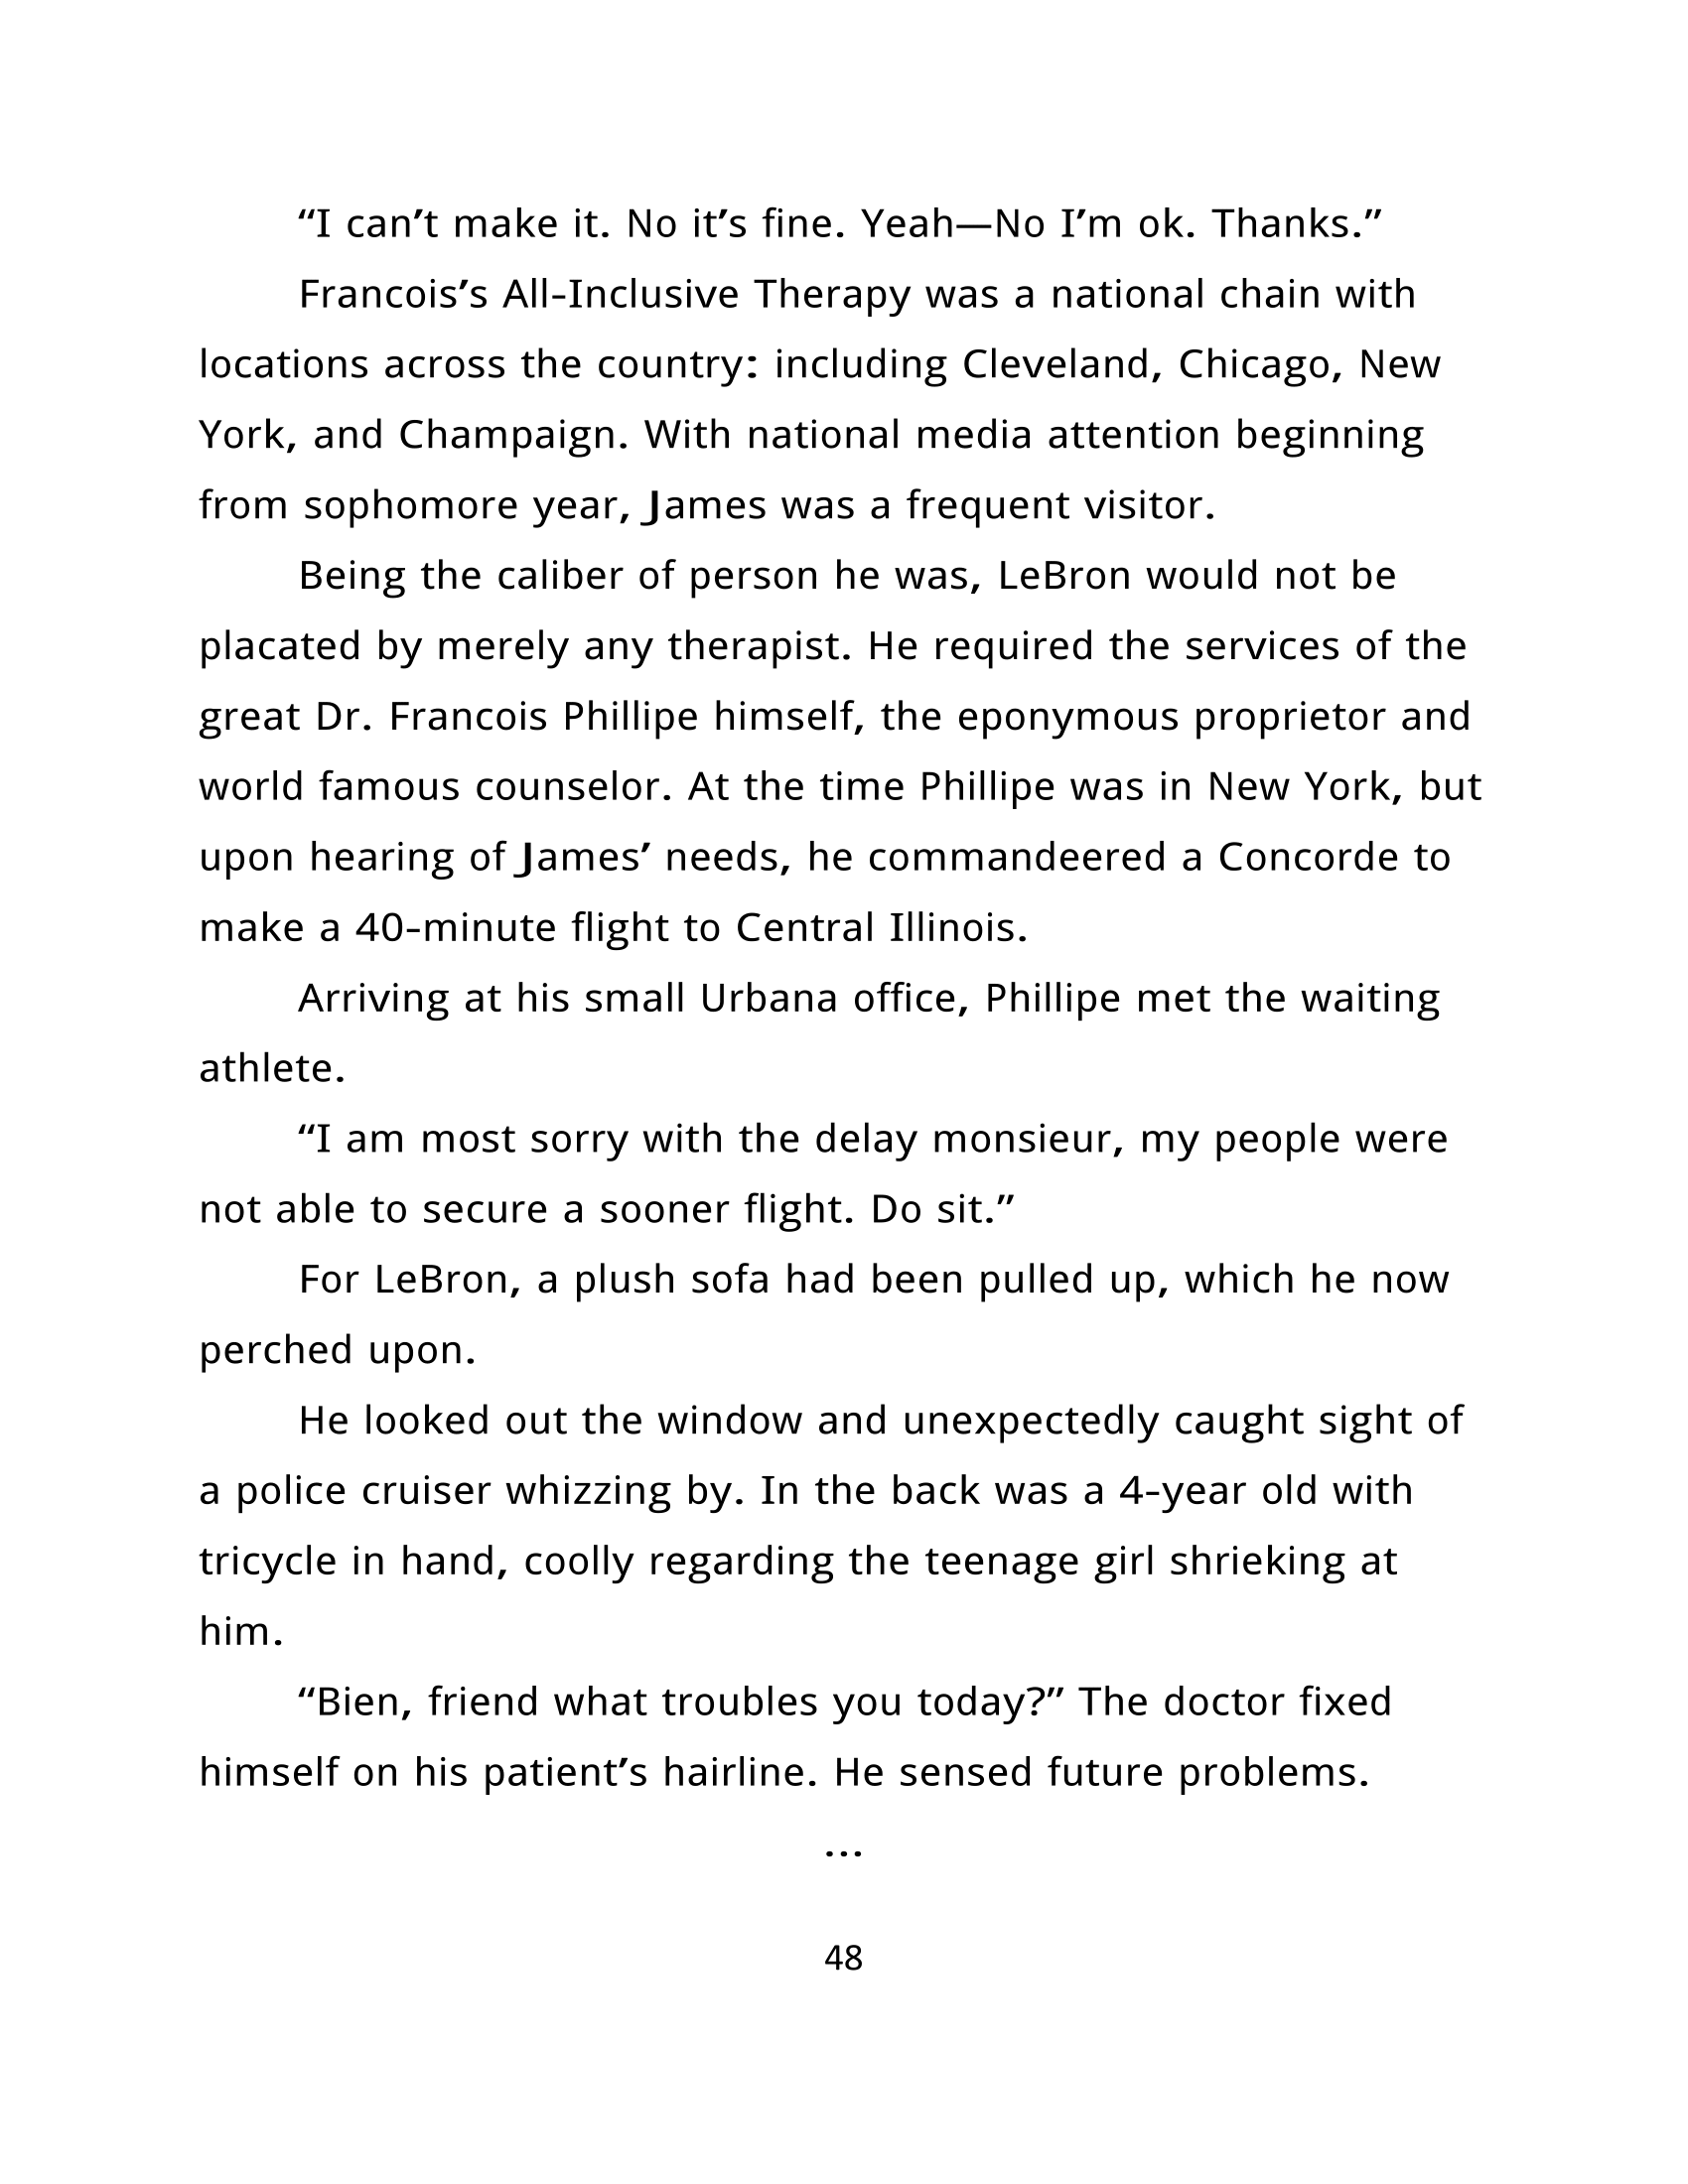 “I can’t make it. No it’s fine. Yeah—No I’m ok. Thanks.”
Francois’s All-Inclusive Therapy was a national chain with
locations across the country: including Cleveland, Chicago, New
York, and Champaign. With national media attention beginning
from sophomore year, James was a frequent visitor.
Being the caliber of person he was, LeBron would not be
placated by merely any therapist. He required the services of the
great Dr. Francois Phillipe himself, the eponymous proprietor and
world famous counselor. At the time Phillipe was in New York, but
upon hearing of James’ needs, he commandeered a Concorde to
make a 40-minute flight to Central Illinois.
Arriving at his small Urbana office, Phillipe met the waiting
athlete.
“I am most sorry with the delay monsieur, my people were
not able to secure a sooner flight. Do sit.”
For LeBron, a plush sofa had been pulled up, which he now
perched upon.
He looked out the window and unexpectedly caught sight of
a police cruiser whizzing by. In the back was a 4-year old with
tricycle in hand, coolly regarding the teenage girl shrieking at
him.
“Bien, friend what troubles you today?” The doctor fixed
himself on his patient’s hairline. He sensed future problems.
...
48